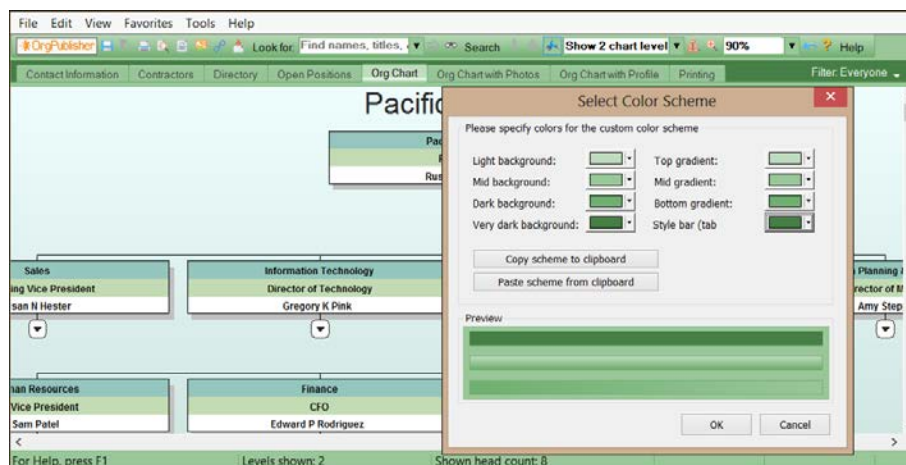 File Edit View Favorites Tools Help
OrgPublisher Look for: Find names, titles, Search Show 2 chart level 90% Help
Contact Information Contractors Directory Open Positions Org Chart Org Chart with Photos Org Chart with Profile Printing Filter: Everyone
Pacific
Select Color Scheme
Please specify colors for the custom color scheme
Light background: Top gradient:
Mid background: Mid gradient:
Dark background: Bottom gradient:
Very dark background: Style bar (tab
Copy scheme to clipboard
Paste scheme from clipboard
Preview
OK Cancel
Pac
Rus
Sales
ing Vice President
san N Hester
Information Technology
Director of Technology
Gregory K Pink
Planning
rector of M
Amy Step
an Resources
Vice President
Sam Patel
Finance
CFO
Edward P Rodriguez
For Help, press F1 Levels shown: 2 Shown head count: 8